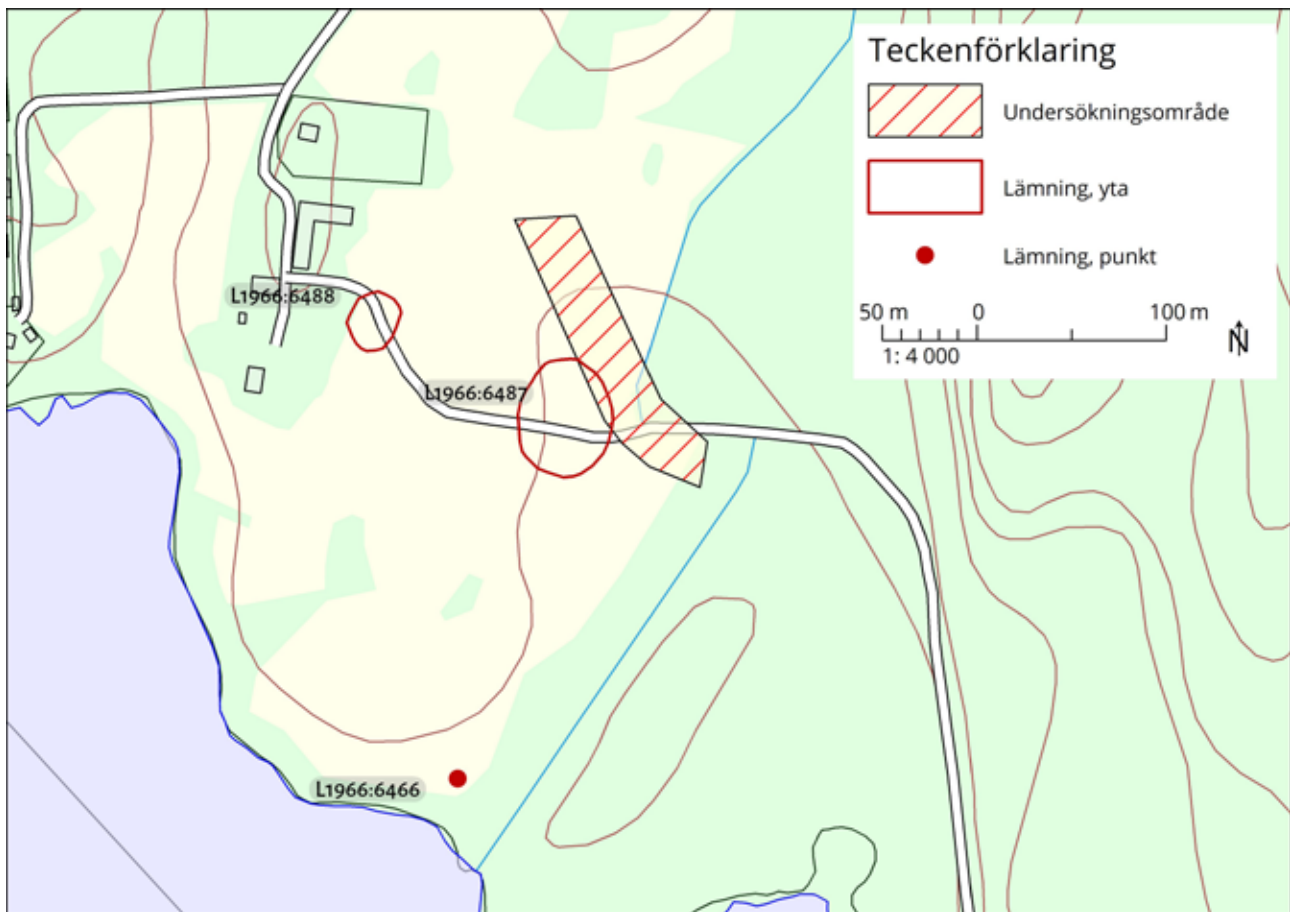 Teckenförklaring
Undersökningsområde
Lämning, yta
Lämning, punkt
50 m 0 100 m
1: 4 000
N
L1966:6488
L1966:6487
L1966:6466